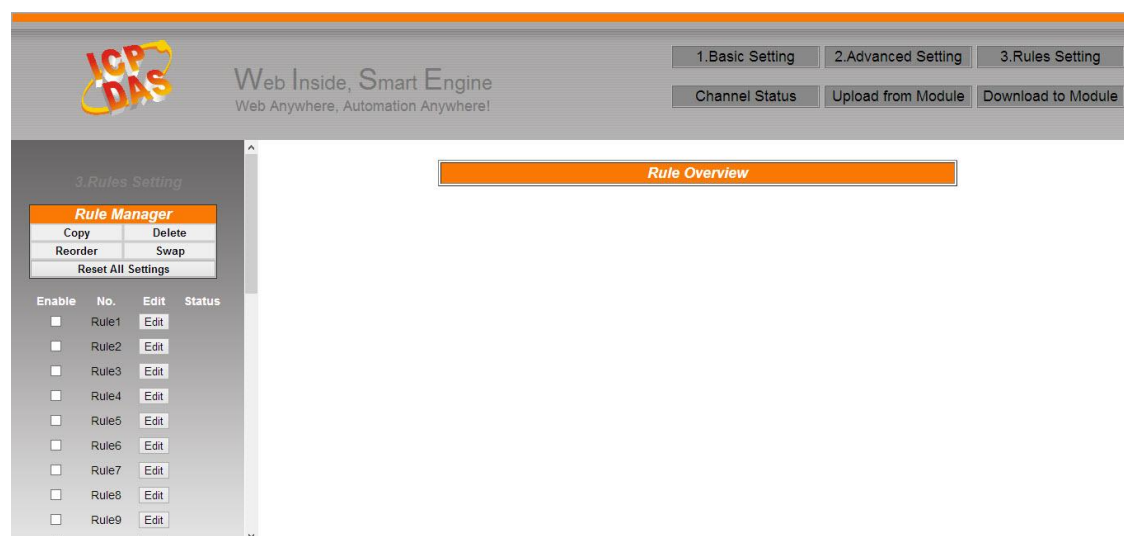 ICP DAS
Web Inside, Smart Engine
Web Anywhere, Automation Anywhere!
1.Basic Setting 2.Advanced Setting 3.Rules Setting
Channel Status Upload from Module Download to Module
3.Rules Setting
Rule Manager
Copy Delete
Reorder Swap
Reset All Settings
Enable No. Edit Status
Rule1 Edit
Rule2 Edit
Rule3 Edit
Rule4 Edit
Rule5 Edit
Rule6 Edit
Rule7 Edit
Rule8 Edit
Rule9 Edit
Rule Overview